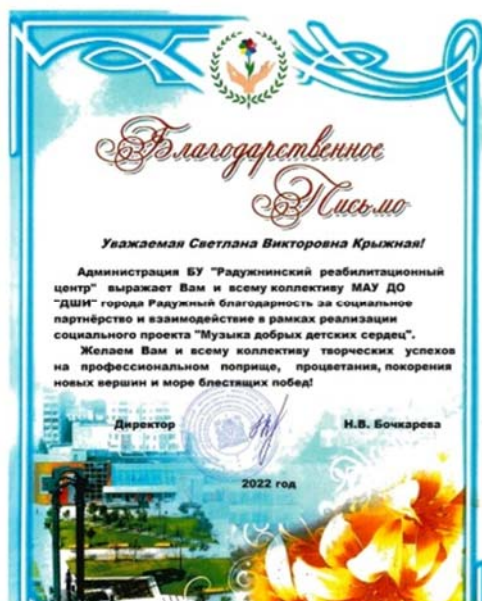 Благодарственное
Письмо
Уважаемая Светлана Викторовна Крыжная!
Администрация БУ "Радужнинский реабилитационный
центр" выражает Вам и всему коллективу МАУ ДО
"ДШИ" города Радужный благодарность за социальное
партнёрство и взаимодействие в рамках реализации
социального проекта "Музыка добрых детских сердец".
Желаем Вам и всему коллективу творческих успехов
на профессиональном поприще, процветания, покорения
новых вершин и море блестящих побед!
Директор Н.В. Бочкарева
2022 год